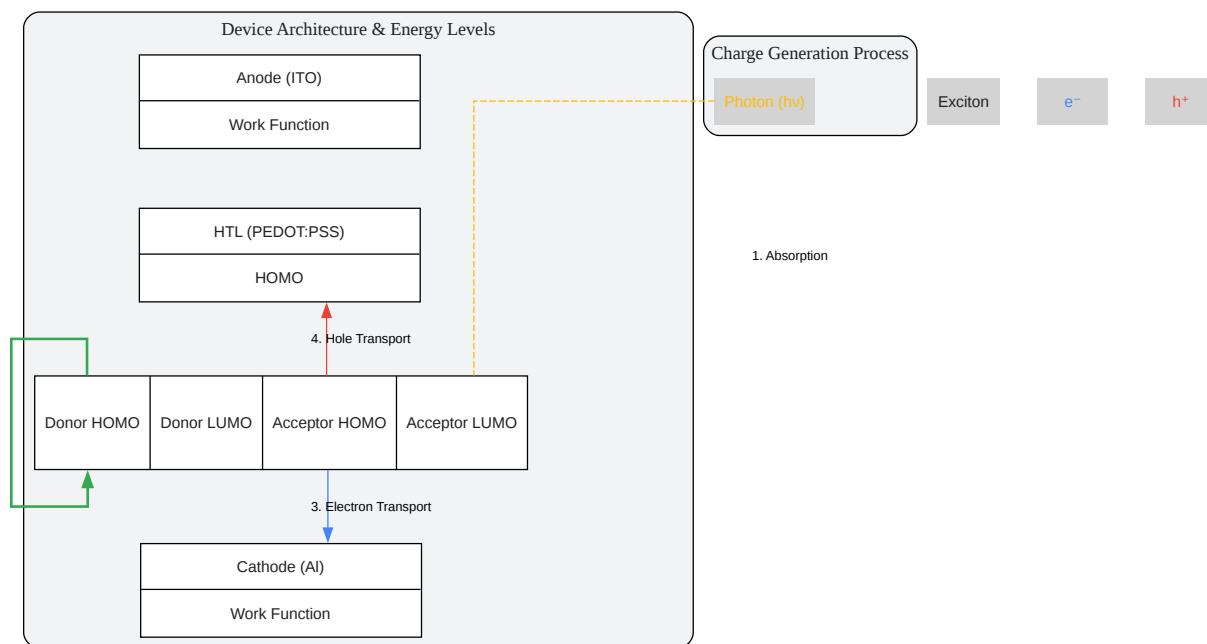 Device Architecture & Energy Levels
Anode (ITO)
Work Function
Charge Generation Process
Photon (hν)
Exciton
e⁻
h⁺
HTL (PEDOT:PSS)
HOMO
1. Absorption
4. Hole Transport
Donor HOMO
Donor LUMO
Acceptor HOMO
Acceptor LUMO
3. Electron Transport
Cathode (Al)
Work Function